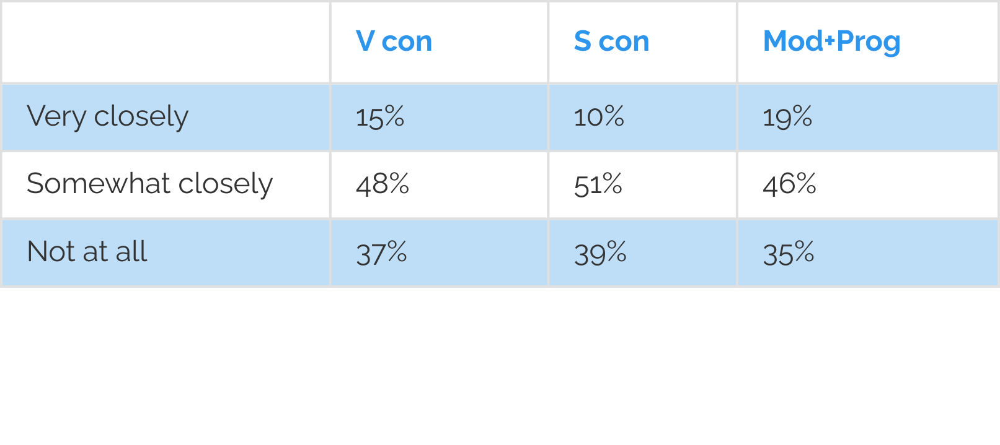 V con S con Mod+Prog
Very closely 15% 10% 19%
Somewhat closely 48% 51% 46%
Not at all 37% 39% 35%